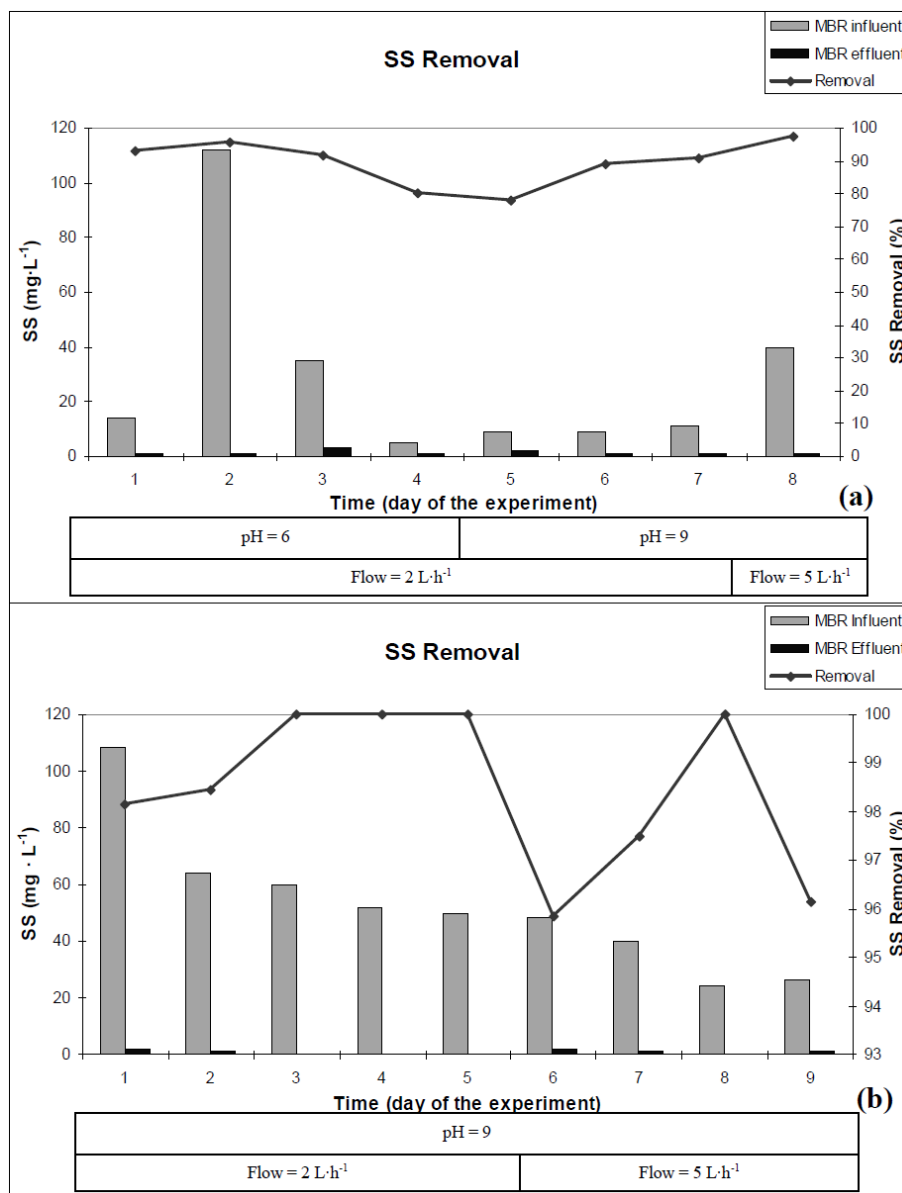 MBR influent
MBR effluent
Removal
SS Removal
SS (mg·L⁻¹)
120
100
80
60
40
20
0
100
90
80
70
60
50
40
30
20
10
0
SS Removal (%)
1 2 3 4 5 6 7 8
Time (day of the experiment)
(a)
pH = 6 pH = 9
Flow = 2 L·h⁻¹ Flow = 5 L·h⁻¹
MBR Influent
MBR Effluent
Removal
SS Removal
SS (mg · L⁻¹)
120
100
80
60
40
20
0
100
99
98
97
96
95
94
93
SS Removal (%)
1 2 3 4 5 6 7 8 9
Time (day of the experiment)
(b)
pH = 9
Flow = 2 L·h⁻¹ Flow = 5 L·h⁻¹